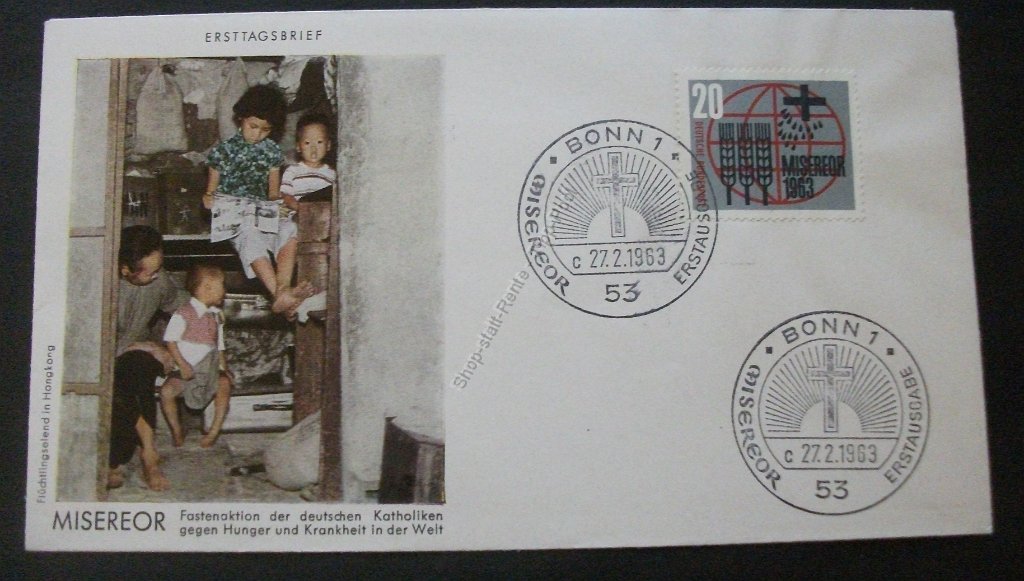 ERSTTAGSBRIEF
Flüchtlingselend in Hongkong
MISEREOR
Fastenaktion der deutschen Katholiken
gegen Hunger und Krankheit in der Welt
20
DEUTSCHE BUNDESPOST
MISEREOR
1963
BONN 1
MISEREOR
ERSTAUSGABE
c 27.2.1963
53
Shop-statt-Rente
BONN 1
MISEREOR
ERSTAUSGABE
c 27.2.1963
53